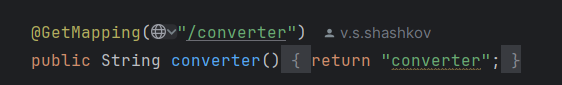 @GetMapping("/converter") v.s.shashkov
public String converter() { return "converter"; }